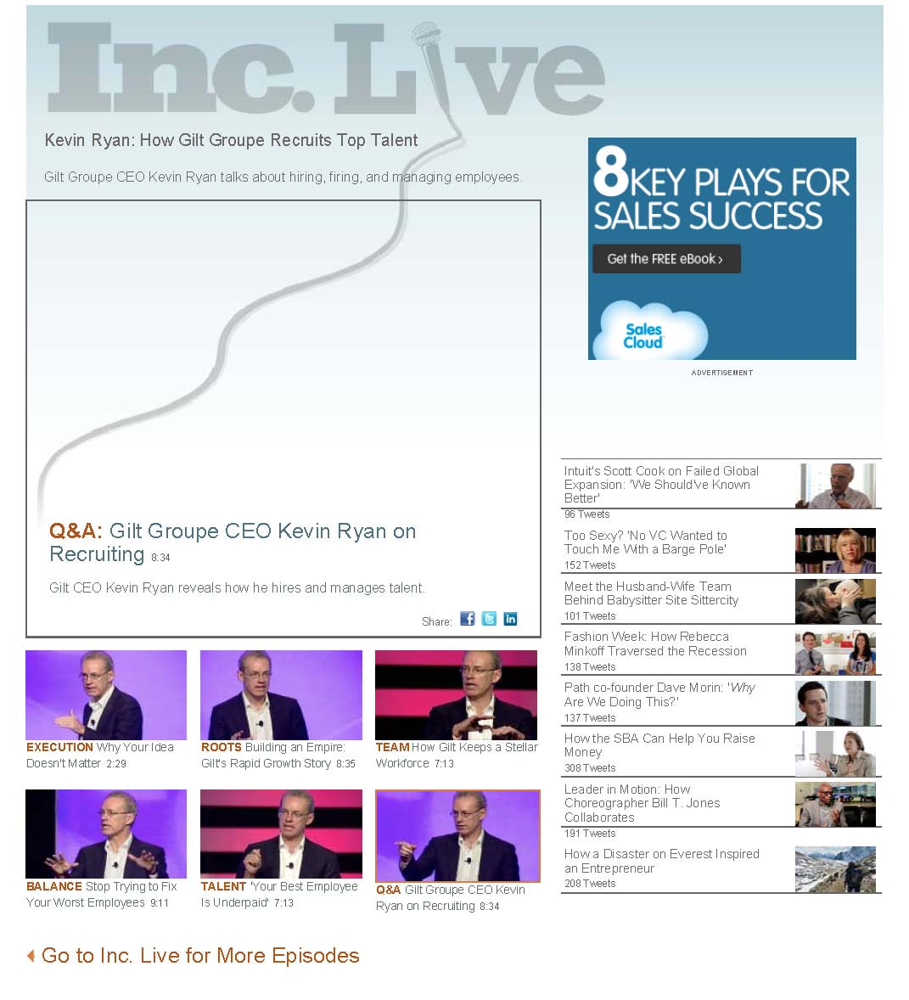 Inc. Live
Kevin Ryan: How Gilt Groupe Recruits Top Talent
Gilt Groupe CEO Kevin Ryan talks about hiring, firing, and managing employees.
8 KEY PLAYS FOR
SALES SUCCESS
Get the FREE eBook ›
Sales
Cloud
ADVERTISEMENT
Q&A: Gilt Groupe CEO Kevin Ryan on
Recruiting 8:34
Gilt CEO Kevin Ryan reveals how he hires and manages talent.
Share: f t in
EXECUTION Why Your Idea
Doesn't Matter 2:29
ROOTS Building an Empire:
Gilt's Rapid Growth Story 8:35
TEAM How Gilt Keeps a Stellar
Workforce 7:13
BALANCE Stop Trying to Fix
Your Worst Employees 9:11
TALENT 'Your Best Employee
Is Underpaid' 7:13
Q&A Gilt Groupe CEO Kevin
Ryan on Recruiting 8:34
Intuit's Scott Cook on Failed Global
Expansion: 'We Should've Known
Better'
96 Tweets
Too Sexy? 'No VC Wanted to
Touch Me With a Barge Pole'
152 Tweets
Meet the Husband-Wife Team
Behind Babysitter Site Sittercity
101 Tweets
Fashion Week: How Rebecca
Minkoff Traversed the Recession
138 Tweets
Path co-founder Dave Morin: 'Why
Are We Doing This?'
137 Tweets
How the SBA Can Help You Raise
Money
308 Tweets
Leader in Motion: How
Choreographer Bill T. Jones
Collaborates
191 Tweets
How a Disaster on Everest Inspired
an Entrepreneur
208 Tweets
Go to Inc. Live for More Episodes